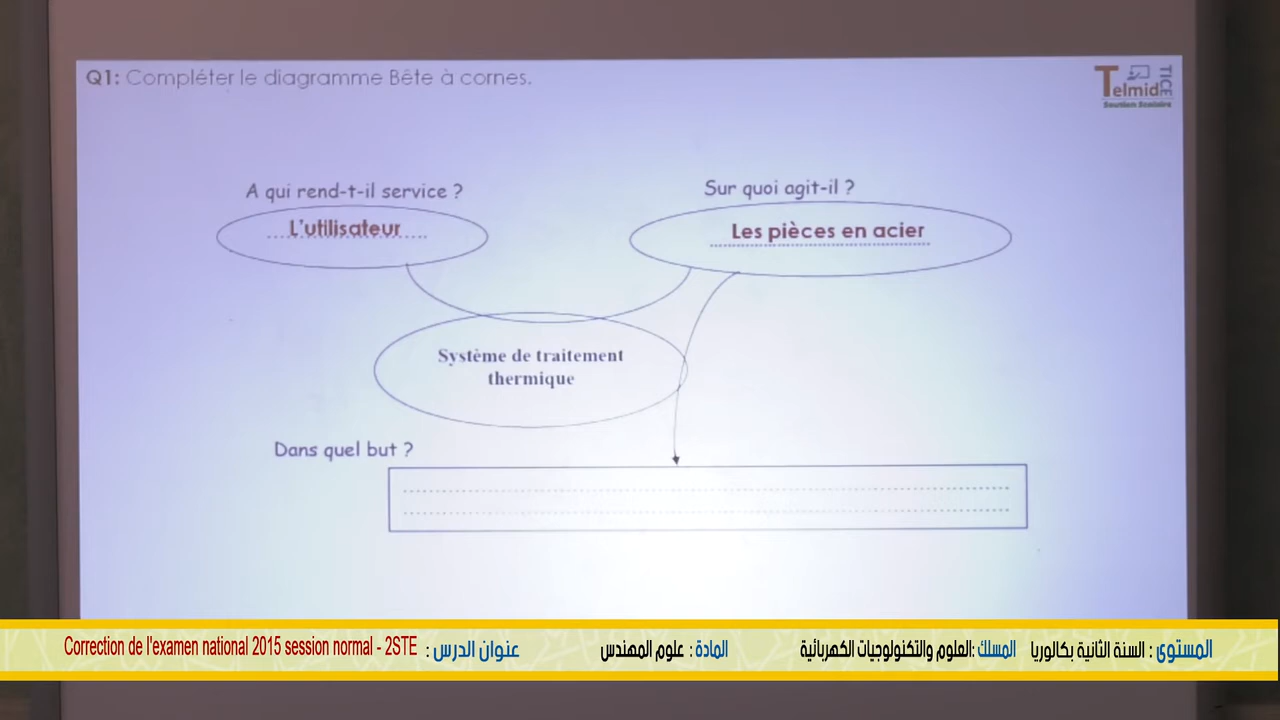 Q1: Compléter le diagramme Bête à cornes.
Telmid TICE
Soutien Scolaire
A qui rend-t-il service ?
Sur quoi agit-il ?
L'utilisateur
Les pièces en acier
Système de traitement
thermique
Dans quel but ?
المستوى : السنة الثانية بكالوريا المسلك :العلوم والتكنولوجيات الكهربائية المادة : علوم المهندس عنوان الدرس : Correction de l'examen national 2015 session normal - 2STE